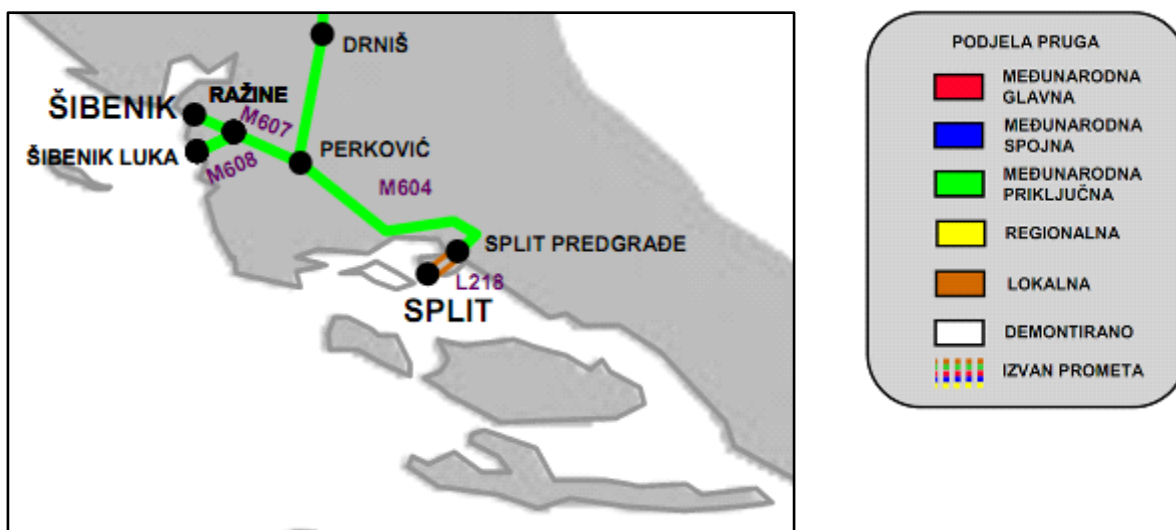 DRNIŠ
ŠIBENIK
RAŽINE
M607
ŠIBENIK LUKA
M608
PERKOVIĆ
M604
SPLIT PREDGRAĐE
L218
SPLIT
PODJELA PRUGA
MEĐUNARODNA
GLAVNA
MEĐUNARODNA
SPOJNA
MEĐUNARODNA
PRIKLJUČNA
REGIONALNA
LOKALNA
DEMONTIRANO
IZVAN PROMETA